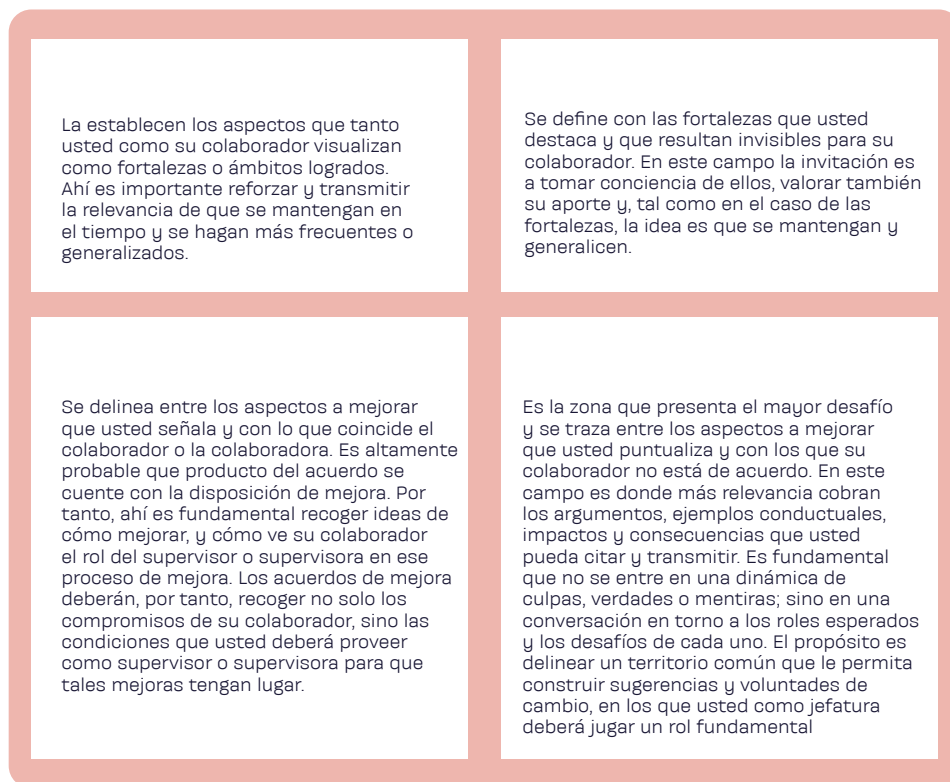 La establecen los aspectos que tanto
usted como su colaborador visualizan
como fortalezas o ámbitos logrados.
Ahí es importante reforzar y transmitir
la relevancia de que se mantengan en
el tiempo y se hagan más frecuentes o
generalizados.
Se define con las fortalezas que usted
destaca y que resultan invisibles para su
colaborador. En este campo la invitación es
a tomar conciencia de ellos, valorar también
su aporte y, tal como en el caso de las
fortalezas, la idea es que se mantengan y
generalicen.
Se delinea entre los aspectos a mejorar
que usted señala y con lo que coincide el
colaborador o la colaboradora. Es altamente
probable que producto del acuerdo se
cuente con la disposición de mejora. Por
tanto, ahí es fundamental recoger ideas de
cómo mejorar, y cómo ve su colaborador
el rol del supervisor o supervisora en ese
proceso de mejora. Los acuerdos de mejora
deberán, por tanto, recoger no solo los
compromisos de su colaborador, sino las
condiciones que usted deberá proveer
como supervisor o supervisora para que
tales mejoras tengan lugar.
Es la zona que presenta el mayor desafío
y se traza entre los aspectos a mejorar
que usted puntualiza y con los que su
colaborador no está de acuerdo. En este
campo es donde más relevancia cobran
los argumentos, ejemplos conductuales,
impactos y consecuencias que usted
pueda citar y transmitir. Es fundamental
que no se entre en una dinámica de
culpas, verdades o mentiras; sino en una
conversación en torno a los roles esperados
y los desafíos de cada uno. El propósito es
delinear un territorio común que le permita
construir sugerencias y voluntades de
cambio, en los que usted como jefatura
deberá jugar un rol fundamental